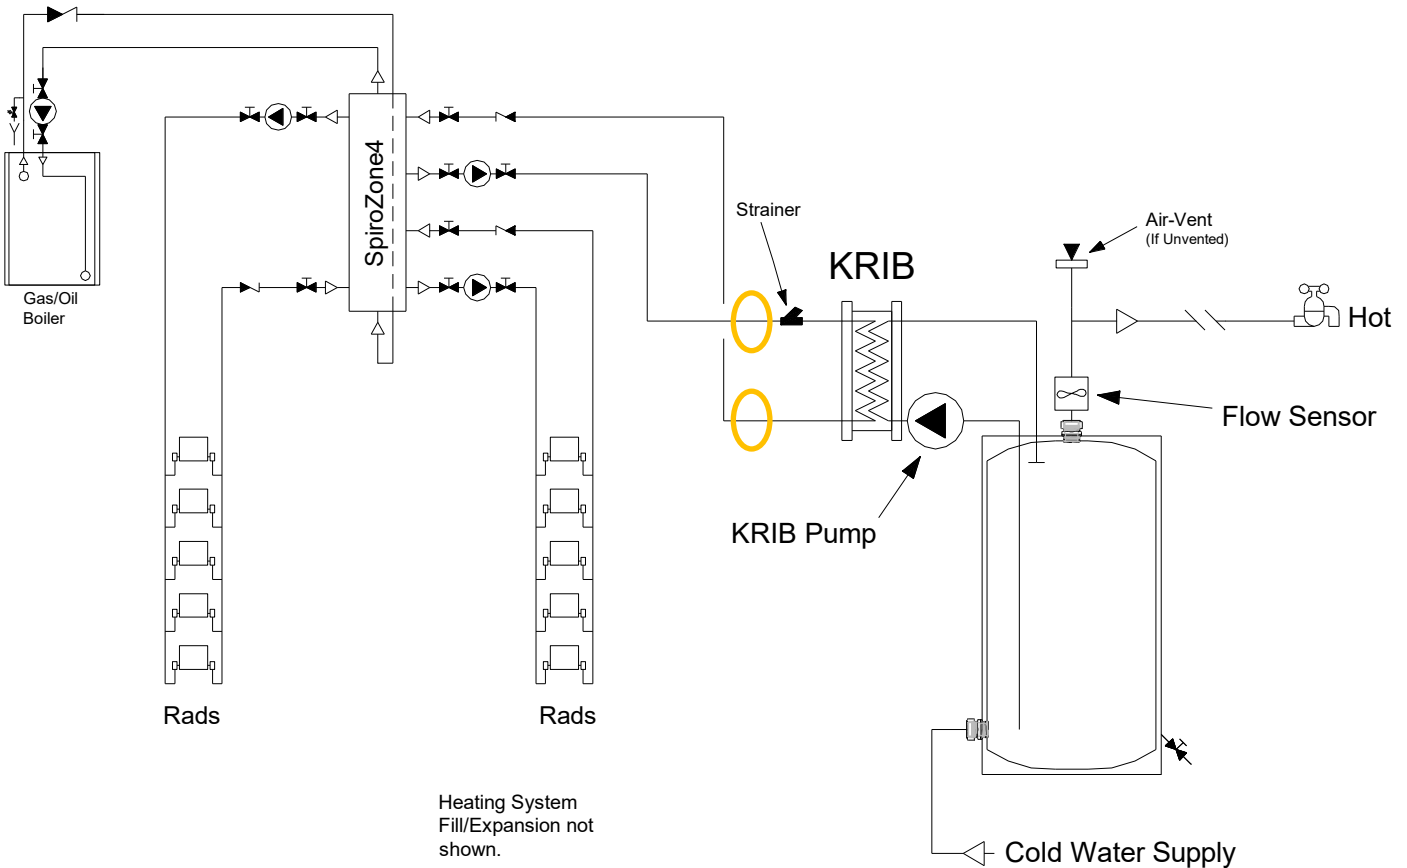 SpiroZone4
Strainer
Air-Vent
(If Unvented)
KRIB
Gas/Oil
Boiler
Hot
Flow Sensor
KRIB Pump
Rads
Rads
Heating System
Fill/Expansion not
shown.
Cold Water Supply